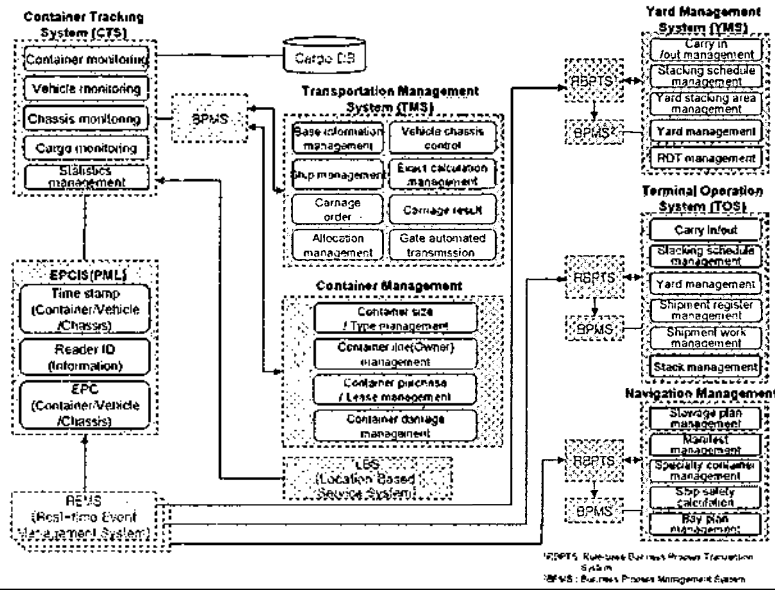 Container Tracking
System (CTS)
Container monitoring
Vehicle monitoring
Chassis monitoring
Cargo monitoring
Statistics
management
EPCIS(PML)
Time stamp
(Container/Vehicle
/Chassis)
Reader ID
(Information)
EPC
(Container/Vehicle
/Chassis)
REMS
(Real-time Event
Management System)
Cargo DB
BPMS
Transportation Management
System (TMS)
Base information
management
Vehicle chassis
control
Ship management
Exact calculation
management
Carriage
order
Carriage result
Allocation
management
Gate automated
transmission
Container Management
Container size
/ Type management
Container line(Owner)
management
Container purchase
/ Lease management
Container damage
management
LBS
(Location Based
Service System)
RBPTS
BPMS
Yard Management
System (YMS)
Carry in
/out management
Stacking schedule
management
Yard stacking area
management
Yard management
RDT management
RBPTS
BPMS
Terminal Operation
System (TOS)
Carry in/out
Stacking schedule
management
Yard management
Shipment register
management
Shipment work
management
Stack management
RBPTS
BPMS
Navigation Management
Stowage plan
management
Manifest
management
Specialty container
management
Ship safety
calculation
Bay plan
management
RBPTS: Rule-base Business Process Transaction
System
BPMS : Business Process Management System